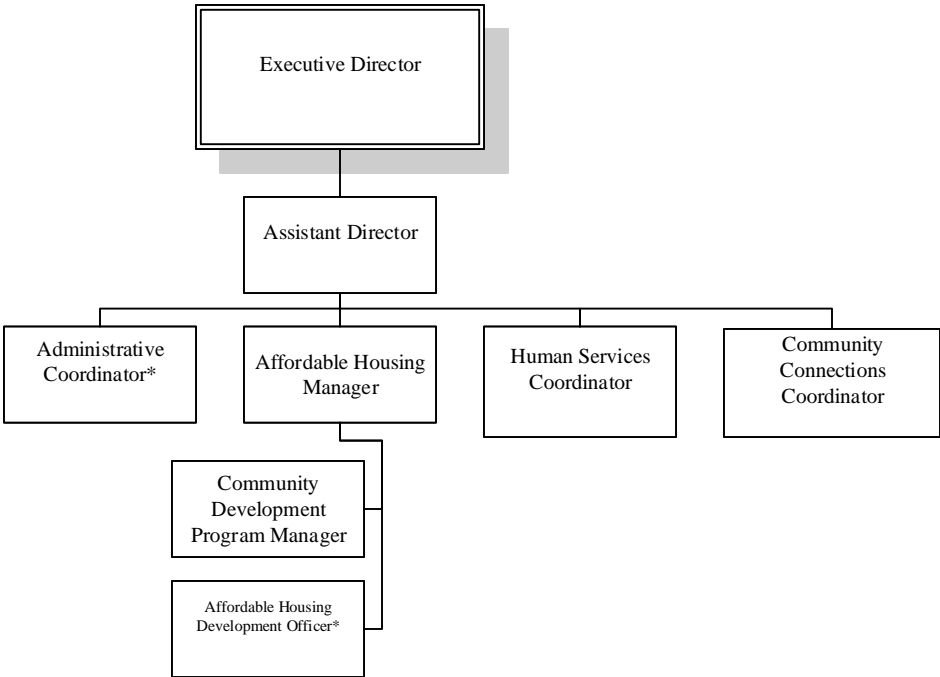 Executive Director
Assistant Director
Administrative
Coordinator*
Affordable Housing
Manager
Human Services
Coordinator
Community
Connections
Coordinator
Community
Development
Program Manager
Affordable Housing
Development Officer*